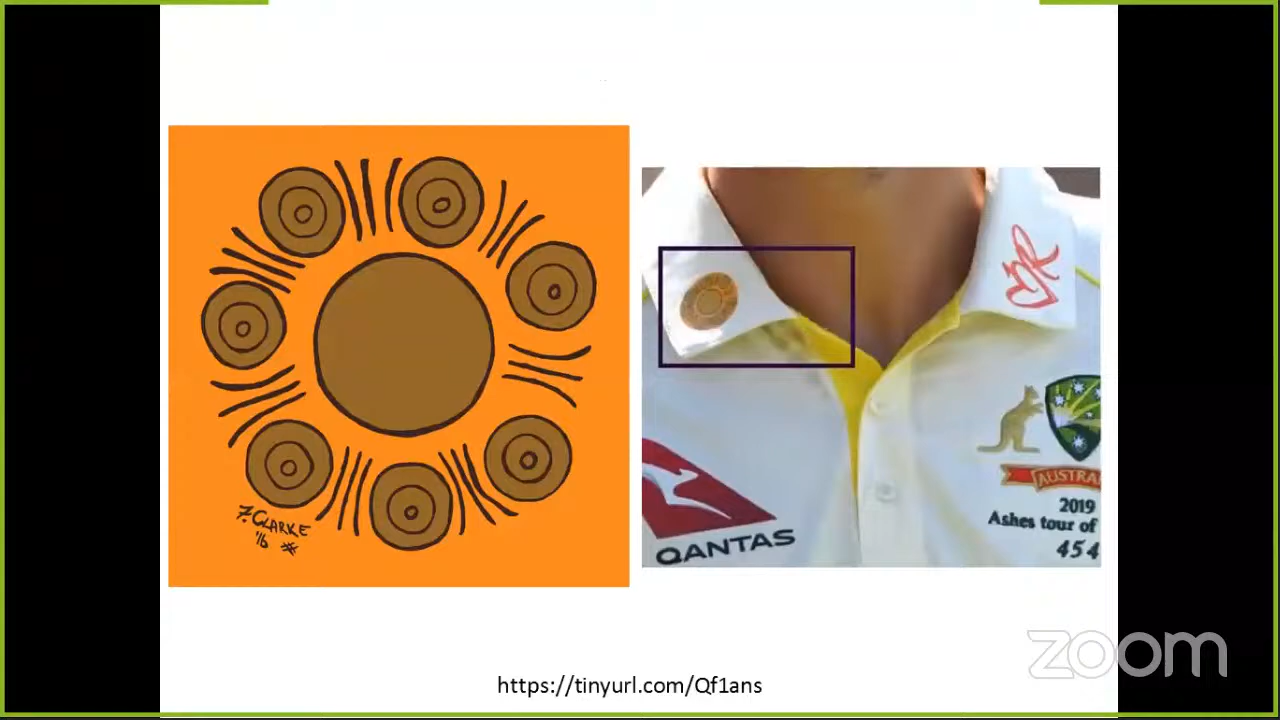 F. CLARKE
'16
QANTAS
AUSTRA
2019
Ashes tour of
454
https://tinyurl.com/Qf1ans
zoom